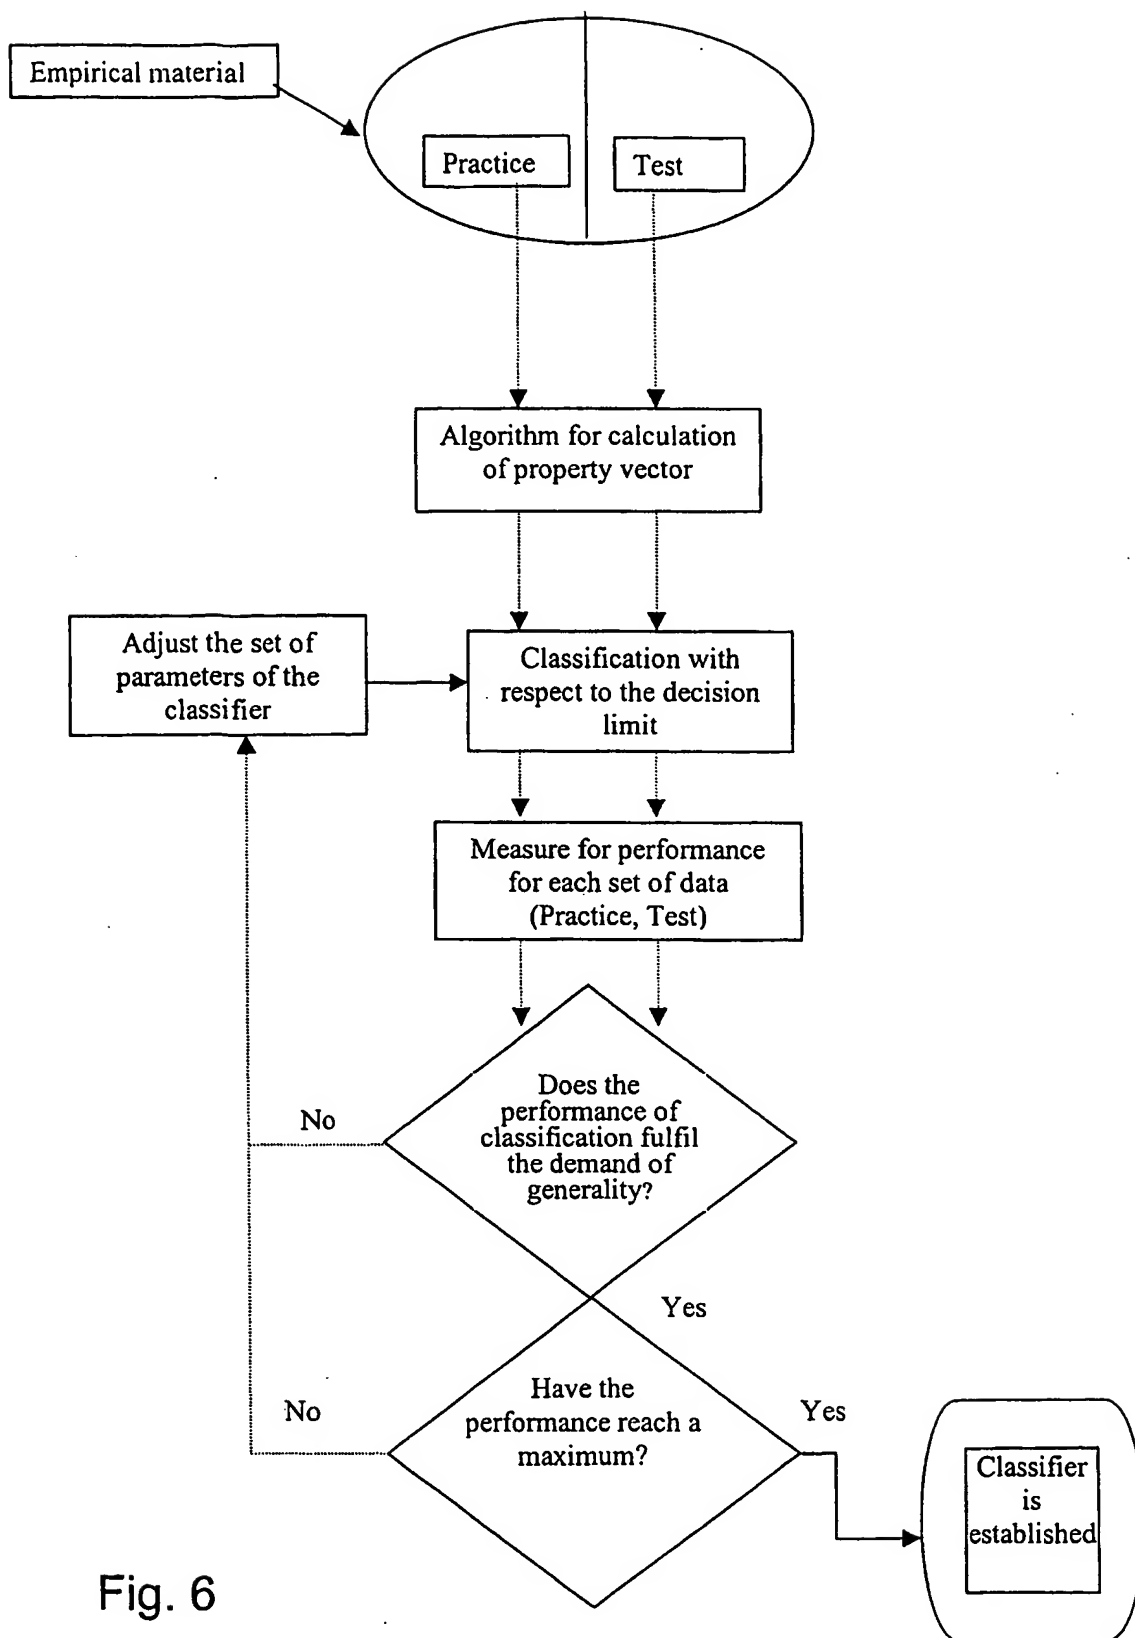 Empirical material
Practice
Test
Algorithm for calculation
of property vector
Adjust the set of
parameters of the
classifier
Classification with
respect to the decision
limit
Measure for performance
for each set of data
(Practice, Test)
Does the
performance of
classification fulfil
the demand of
generality?
No
Yes
Have the
performance reach a
maximum?
No
Yes
Classifier
is
established
Fig. 6